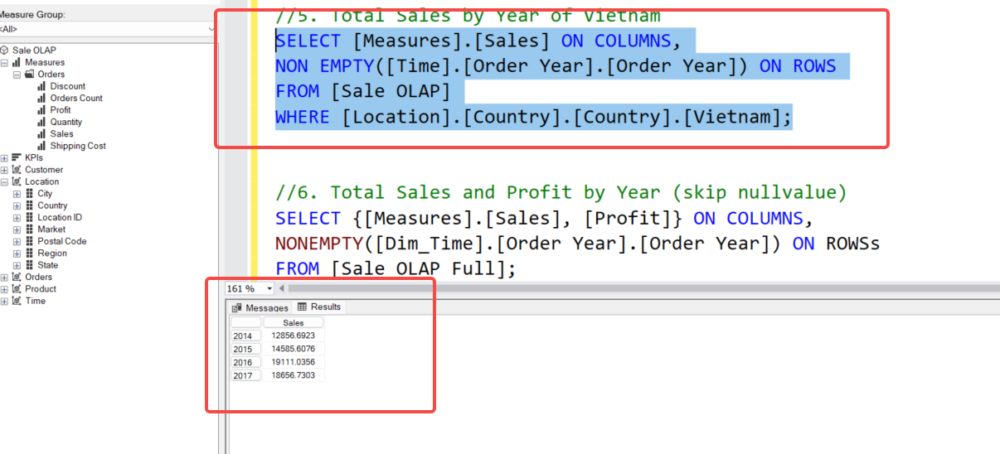 Measure Group:
<All>
Sale OLAP
Measures
Orders
Discount
Orders Count
Profit
Quantity
Sales
Shipping Cost
KPIs
Customer
Location
City
Country
Location ID
Market
Postal Code
Region
State
Orders
Product
Time
//5. Total Sales by Year of Vietnam
SELECT [Measures].[Sales] ON COLUMNS,
NON EMPTY([Time].[Order Year].[Order Year]) ON ROWS
FROM [Sale OLAP]
WHERE [Location].[Country].[Country].[Vietnam];
//6. Total Sales and Profit by Year (skip nullvalue)
SELECT {[Measures].[Sales], [Profit]} ON COLUMNS,
NONEMPTY([Dim_Time].[Order Year].[Order Year]) ON ROWSs
FROM [Sale OLAP Full];
161 %
Messages Results
Sales
2014 12856.6923
2015 14585.6076
2016 19111.0356
2017 18656.7303